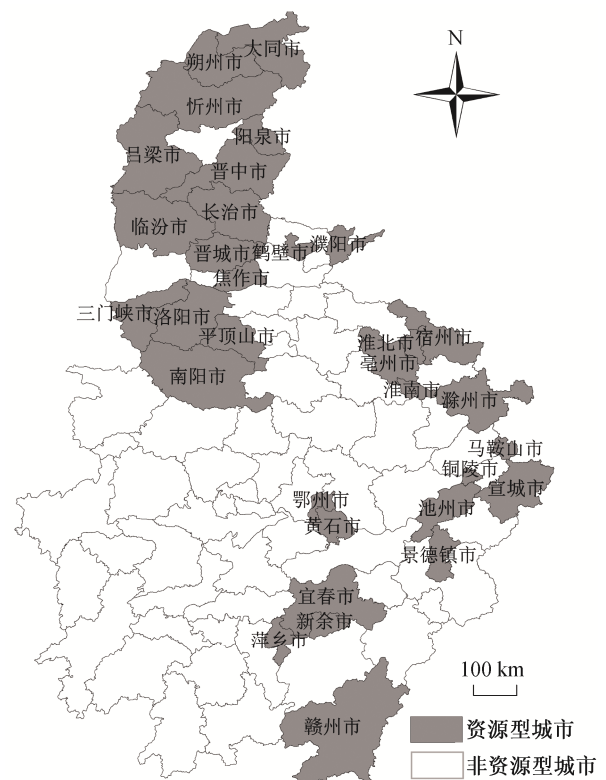 大同市
朔州市
N
忻州市
阳泉市
吕梁市
晋中市
长治市
临汾市
濮阳市
晋城市
鹤壁市
焦作市
三门峡市
洛阳市
平顶山市
淮北市
宿州市
亳州市
南阳市
淮南市
滁州市
马鞍山市
铜陵市
宣城市
鄂州市
池州市
黄石市
景德镇市
宜春市
新余市
萍乡市
100 km
赣州市
资源型城市
非资源型城市